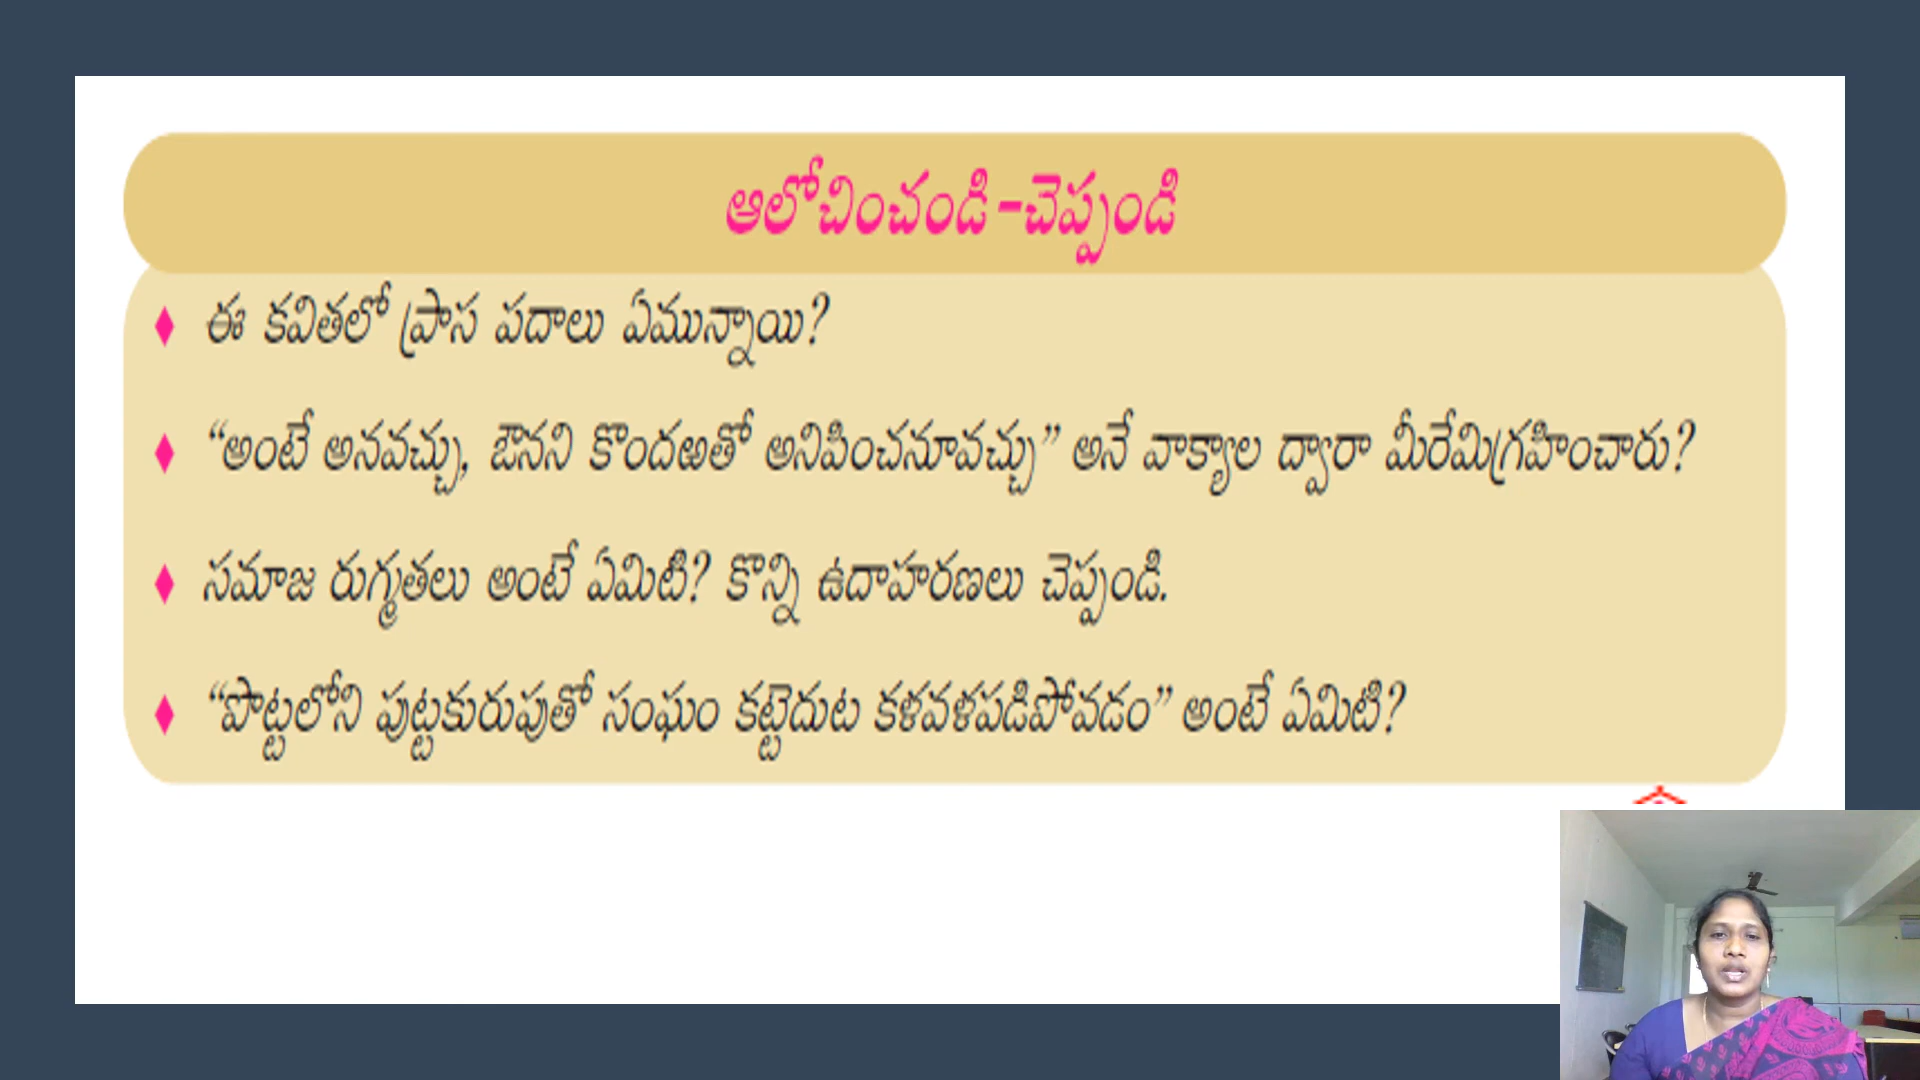 ఆలోచించండి-చెప్పండి
♦ ఈ కవితలో ప్రాస పదాలు ఏమున్నాయి?
♦ “అంటే అనవచ్చు, ఔనని కొందఱతో అనిపించనూవచ్చు” అనే వాక్యాల ద్వారా మీరేమిగ్రహించారు?
♦ సమాజ రుగ్మతలు అంటే ఏమిటి? కొన్ని ఉదాహరణలు చెప్పండి.
♦ “పొట్టలోని పుట్టకురుపుతో సంఘం కట్టెదుట కళవళపడిపోవడం” అంటే ఏమిటి?